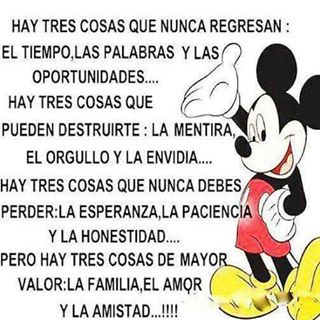 HAY TRES COSAS QUE NUNCA REGRESAN :
EL TIEMPO,LAS PALABRAS Y LAS
OPORTUNIDADES....
HAY TRES COSAS QUE
PUEDEN DESTRUIRTE : LA MENTIRA,
EL ORGULLO Y LA ENVIDIA....
HAY TRES COSAS QUE NUNCA DEBES
PERDER:LA ESPERANZA,LA PACIENCIA
Y LA HONESTIDAD....
PERO HAY TRES COSAS DE MAYOR
VALOR:LA FAMILIA,EL AMOR
Y LA AMISTAD...!!!!